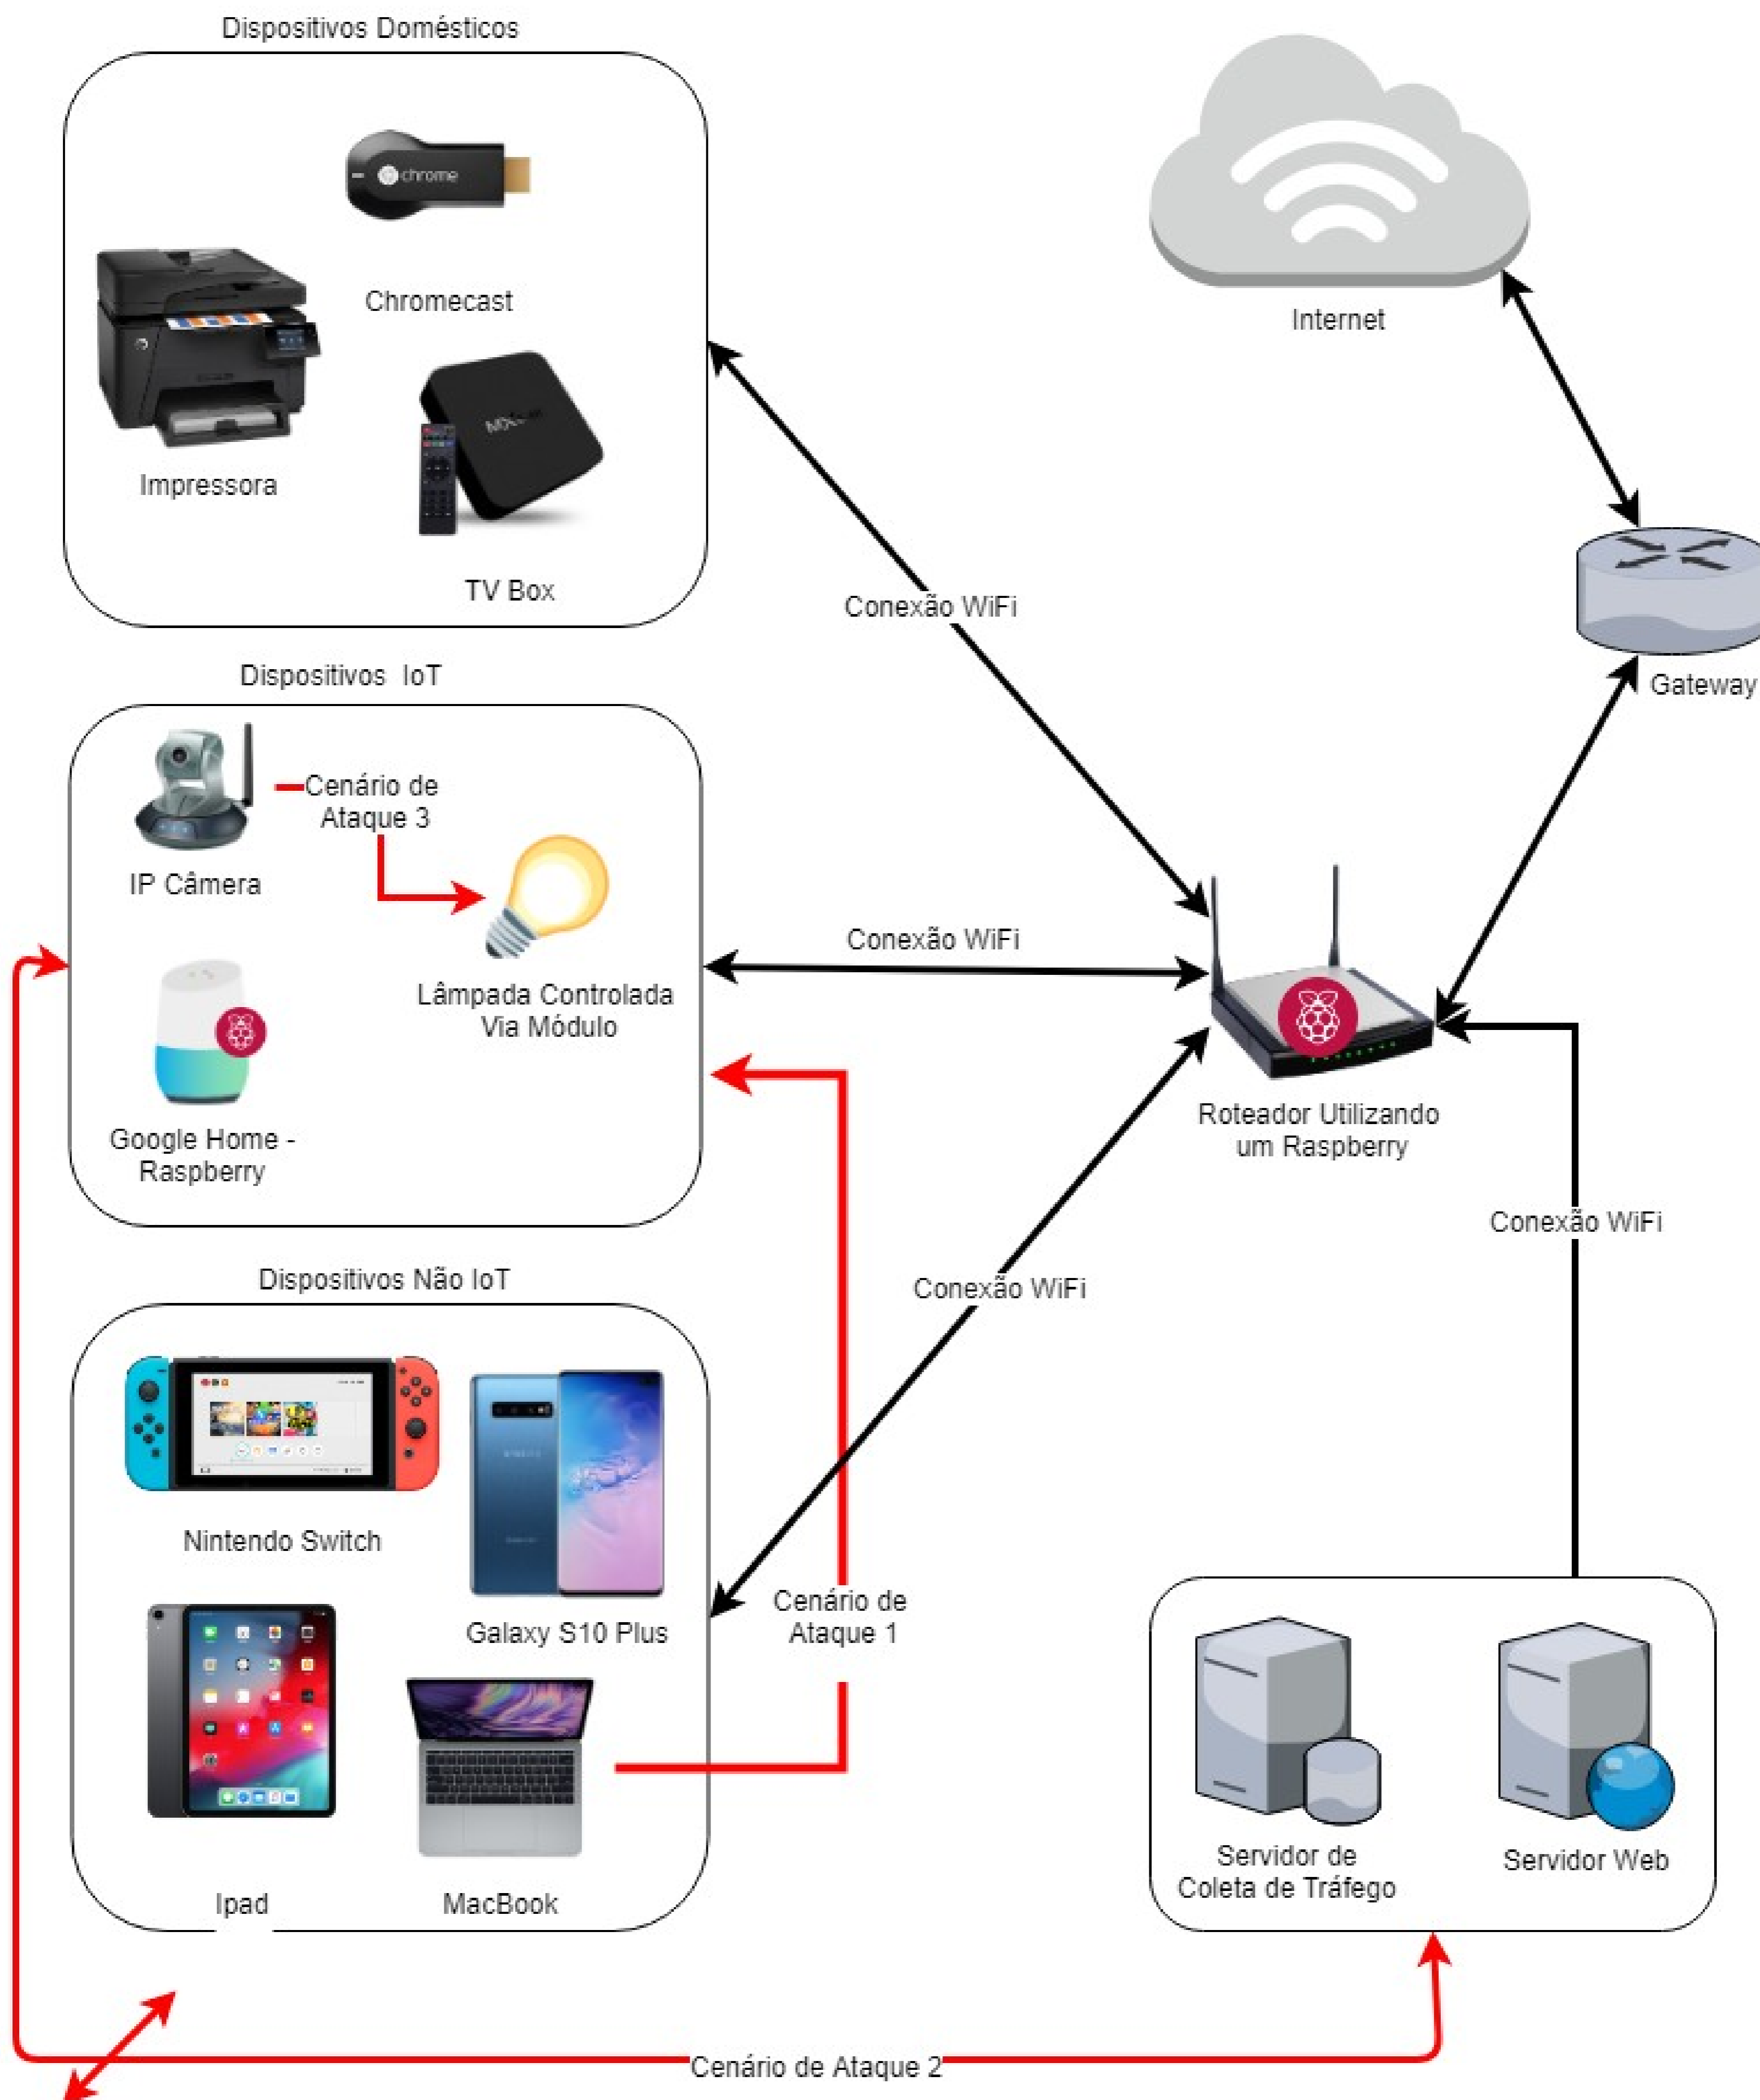 Dispositivos Domésticos
chrome
Chromecast
Internet
Impressora
TV Box
Conexão WiFi
Gateway
Dispositivos IoT
Cenário de
Ataque 3
IP Câmera
Conexão WiFi
Lâmpada Controlada
Via Módulo
Google Home -
Raspberry
Roteador Utilizando
um Raspberry
Conexão WiFi
Dispositivos Não IoT
Conexão WiFi
Nintendo Switch
Galaxy S10 Plus
Cenário de
Ataque 1
Ipad
MacBook
Servidor de
Coleta de Tráfego
Servidor Web
Cenário de Ataque 2